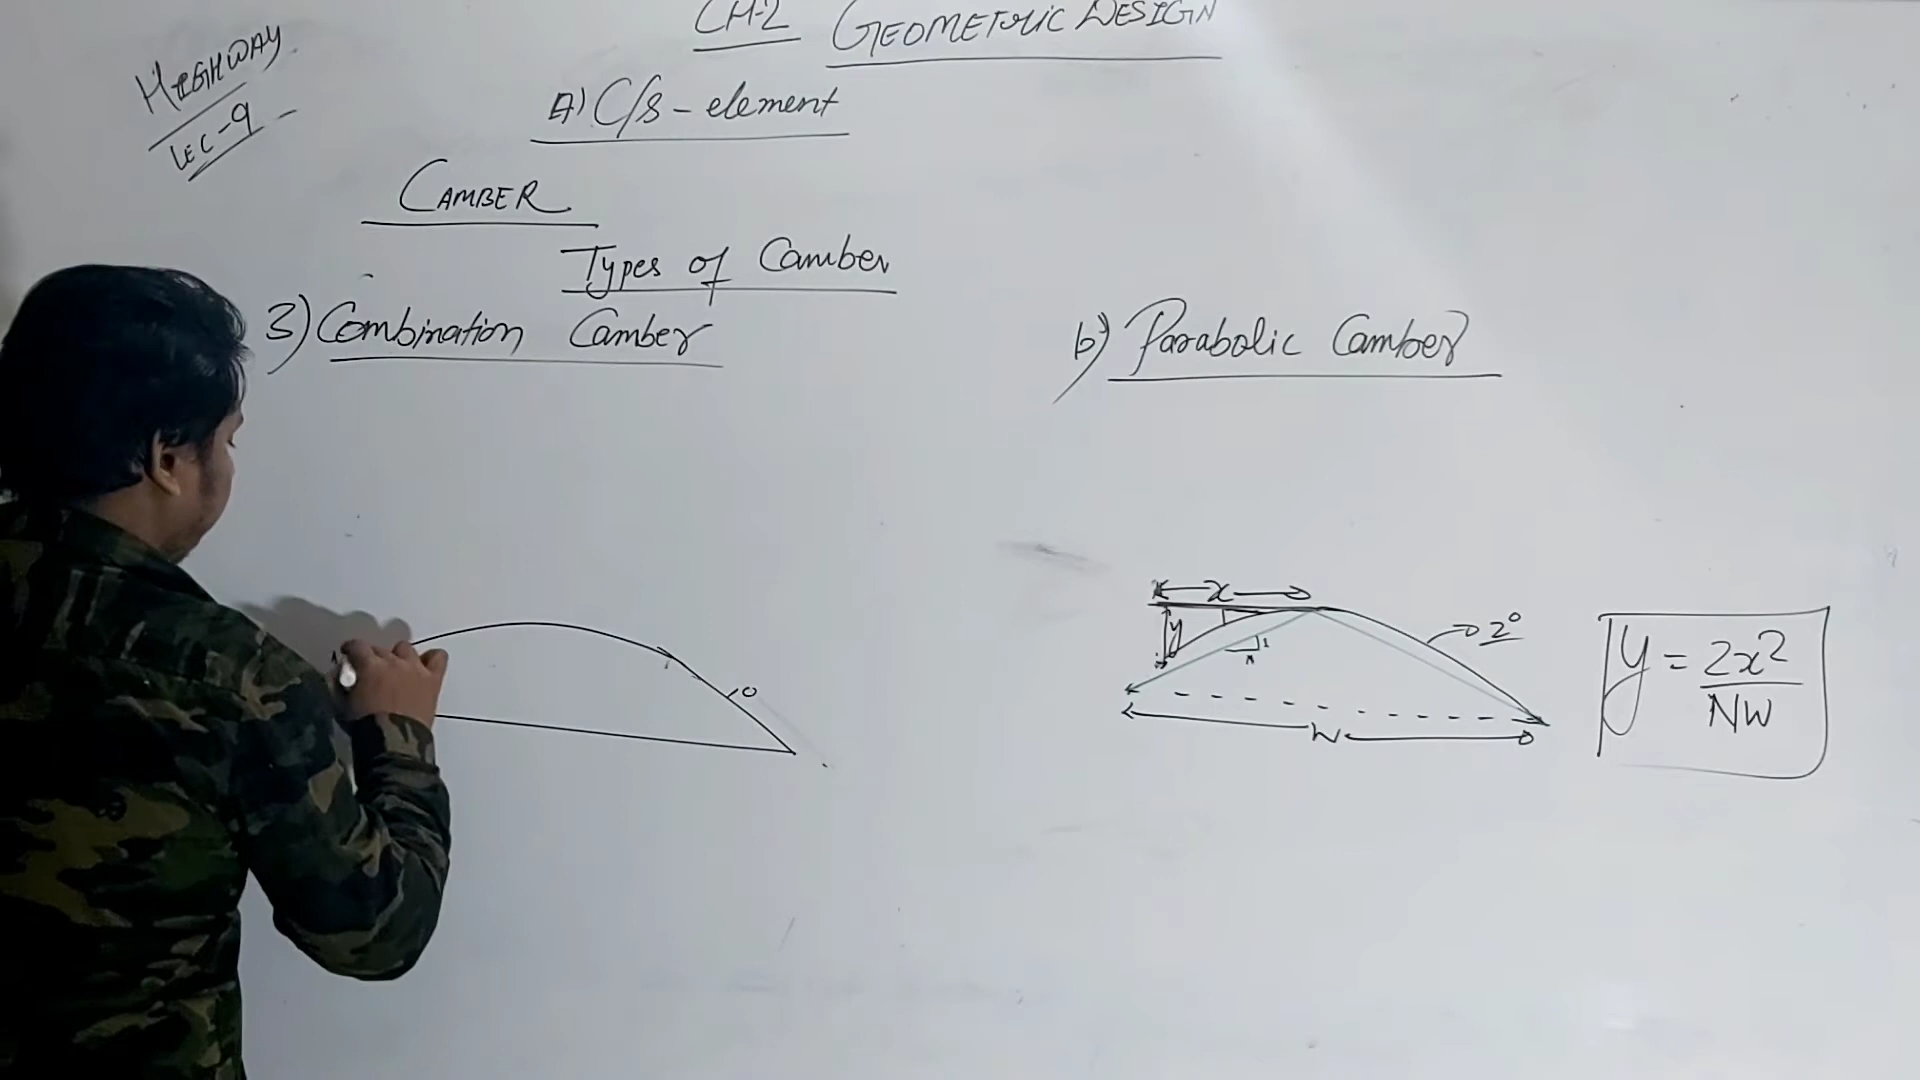 CH-2 GEOMETRIC DESIGN
HIGHWAY
LEC-9
A) C/S - element
CAMBER
Types of Camber
3) Combination Camber
b) Parabolic Camber
x
y
1
n
2°
W
y = 2x²/NW